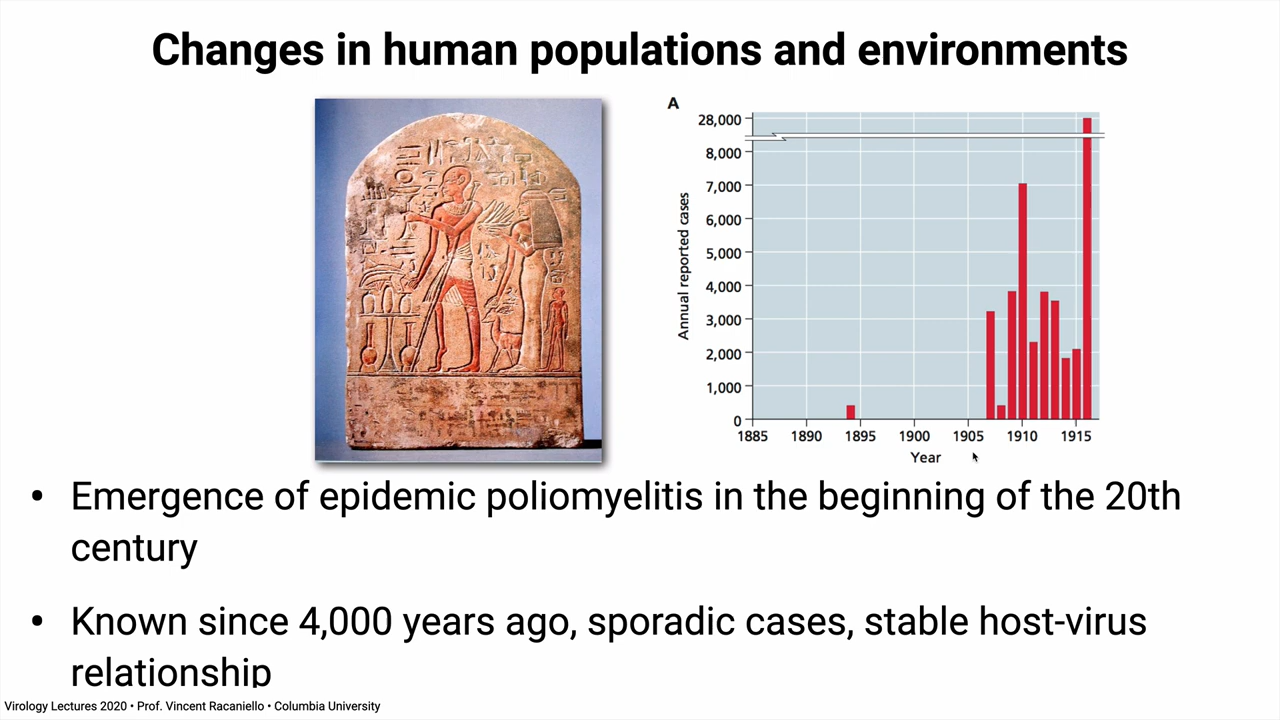 Changes in human populations and environments
A
28,000
8,000
7,000
6,000
5,000
4,000
3,000
2,000
1,000
0
Annual reported cases
1885 1890 1895 1900 1905 1910 1915
Year
• Emergence of epidemic poliomyelitis in the beginning of the 20th
century
• Known since 4,000 years ago, sporadic cases, stable host-virus
relationship
Virology Lectures 2020 • Prof. Vincent Racaniello • Columbia University